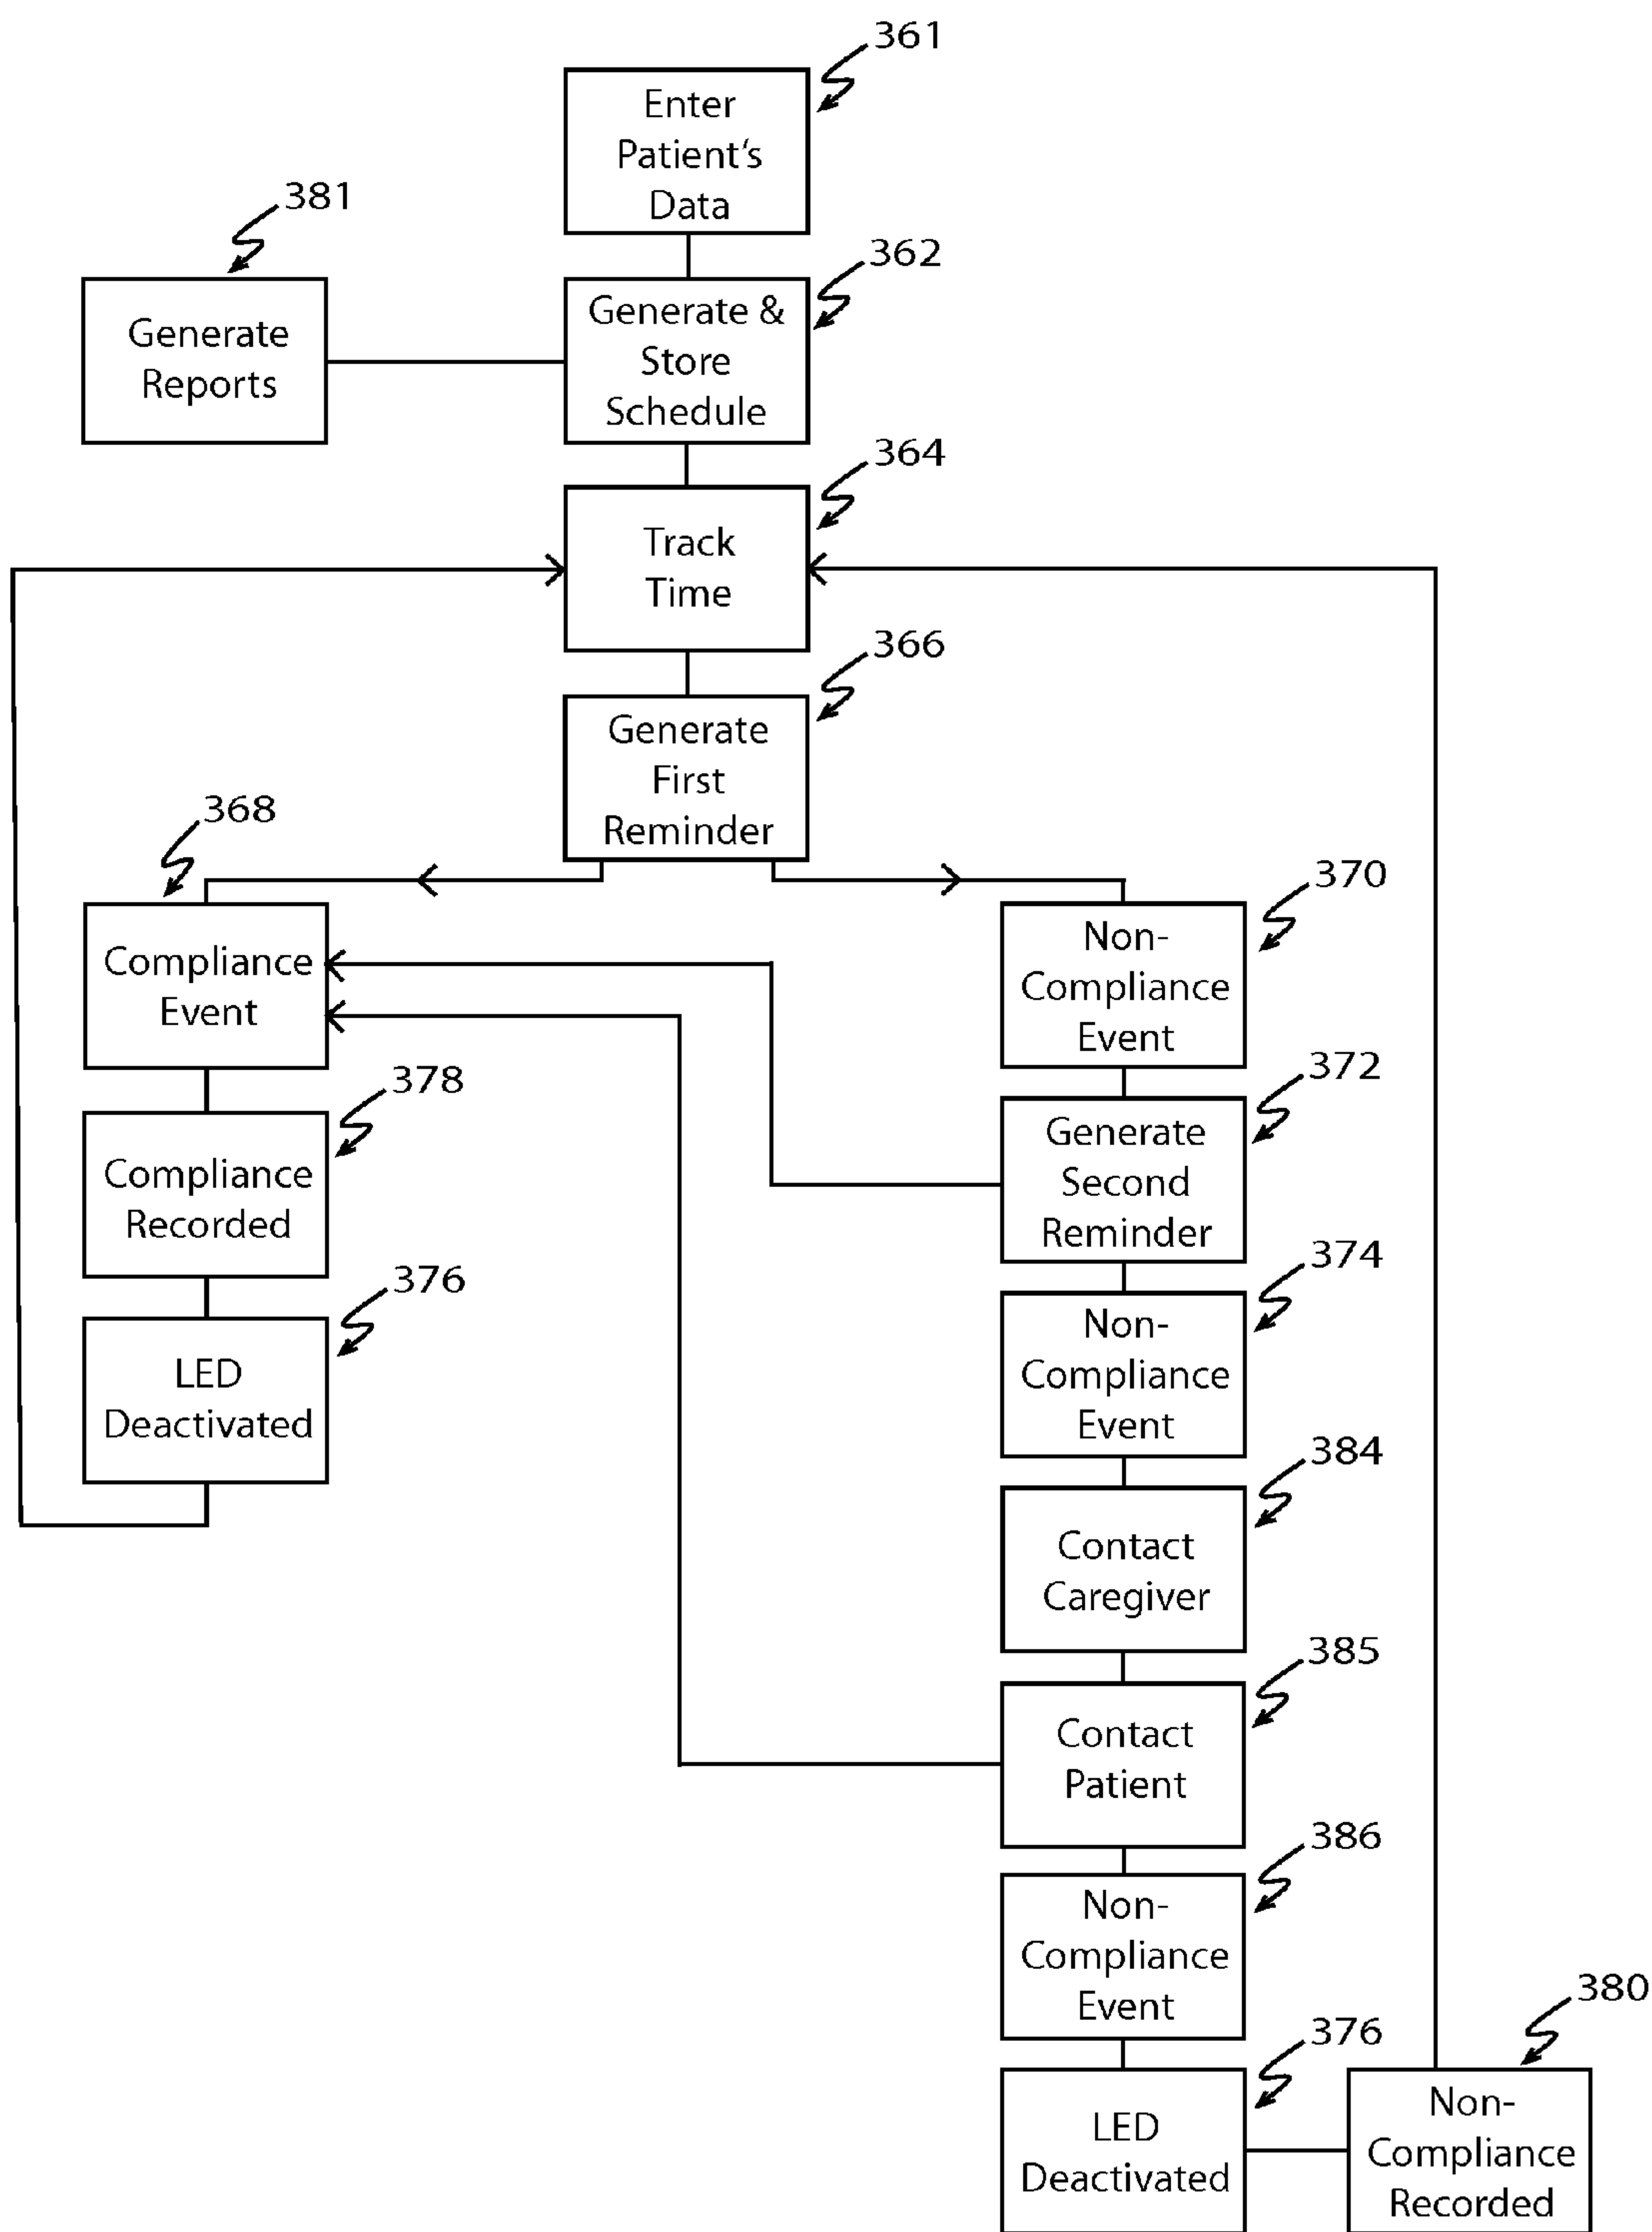 361
Enter
Patient‘s
Data
381
Generate
Reports
362
Generate &
Store
Schedule
364
Track
Time
366
Generate
First
Reminder
368
Compliance
Event
370
Non-
Compliance
Event
378
Compliance
Recorded
372
Generate
Second
Reminder
376
LED
Deactivated
374
Non-
Compliance
Event
384
Contact
Caregiver
385
Contact
Patient
386
Non-
Compliance
Event
376
LED
Deactivated
380
Non-
Compliance
Recorded